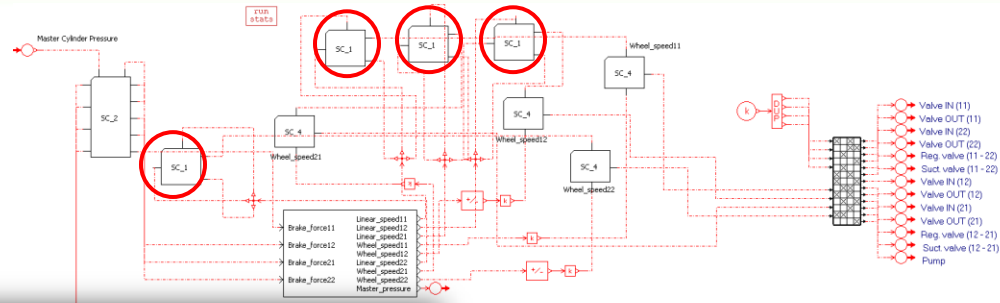 run
stats
Master Cylinder Pressure
SC_1
SC_1
SC_1
Wheel_speed11
SC_4
SC_2
SC_4
Wheel_speed21
SC_4
Wheel_speed12
SC_1
SC_4
Wheel_speed22
k
D
C
B
Valve IN (11)
Valve OUT (11)
Valve IN (22)
Valve OUT (22)
Reg. valve (11 - 22)
Suct. valve (11 - 22)
Valve IN (12)
Valve OUT (12)
Valve IN (21)
Valve OUT (21)
Reg. valve (12 - 21)
Suct. valve (12 - 21)
Pump
+/-
k
k
+/-
k
Brake_force11
Brake_force12
Brake_force21
Brake_force22
Linear_speed11
Linear_speed12
Linear_speed21
Wheel_speed11
Wheel_speed12
Linear_speed22
Wheel_speed21
Wheel_speed22
Master_pressure